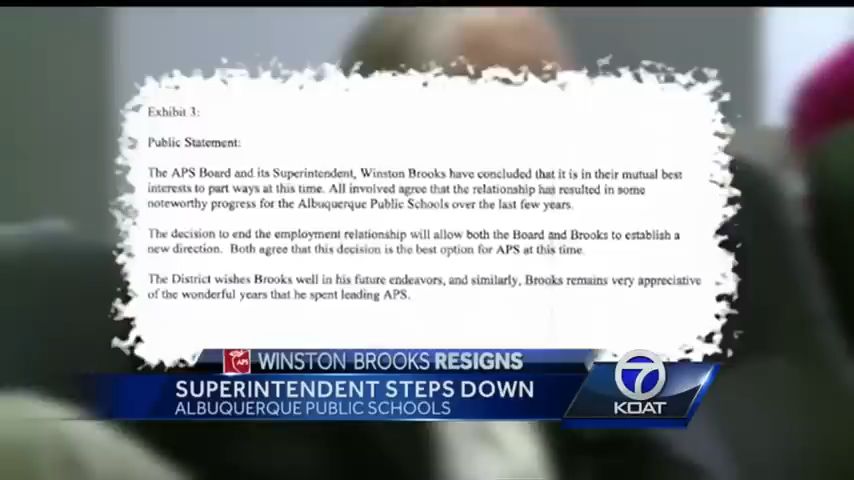 Exhibit 3:
Public Statement:
The APS Board and its Superintendent, Winston Brooks have concluded that it is in their mutual best
interests to part ways at this time. All involved agree that the relationship has resulted in some
noteworthy progress for the Albuquerque Public Schools over the last few years.
The decision to end the employment relationship will allow both the Board and Brooks to establish a
new direction. Both agree that this decision is the best option for APS at this time.
The District wishes Brooks well in his future endeavors, and similarly, Brooks remains very appreciative
of the wonderful years that he spent leading APS.
APS WINSTON BROOKS RESIGNS
SUPERINTENDENT STEPS DOWN
ALBUQUERQUE PUBLIC SCHOOLS
7
KOAT